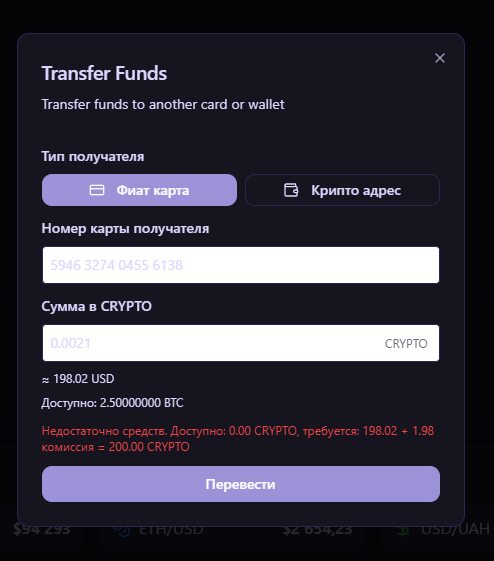 Transfer Funds
Transfer funds to another card or wallet
Тип получателя
Фиат карта
Крипто адрес
Номер карты получателя
5946 3274 0455 6138
Сумма в CRYPTO
0.0021
CRYPTO
≈ 198.02 USD
Доступно: 2.50000000 BTC
Недостаточно средств. Доступно: 0.00 CRYPTO, требуется: 198.02 + 1.98
комиссия = 200.00 CRYPTO
Перевести
$94 293
ETH/USD
$2 654,23
USD/UAH